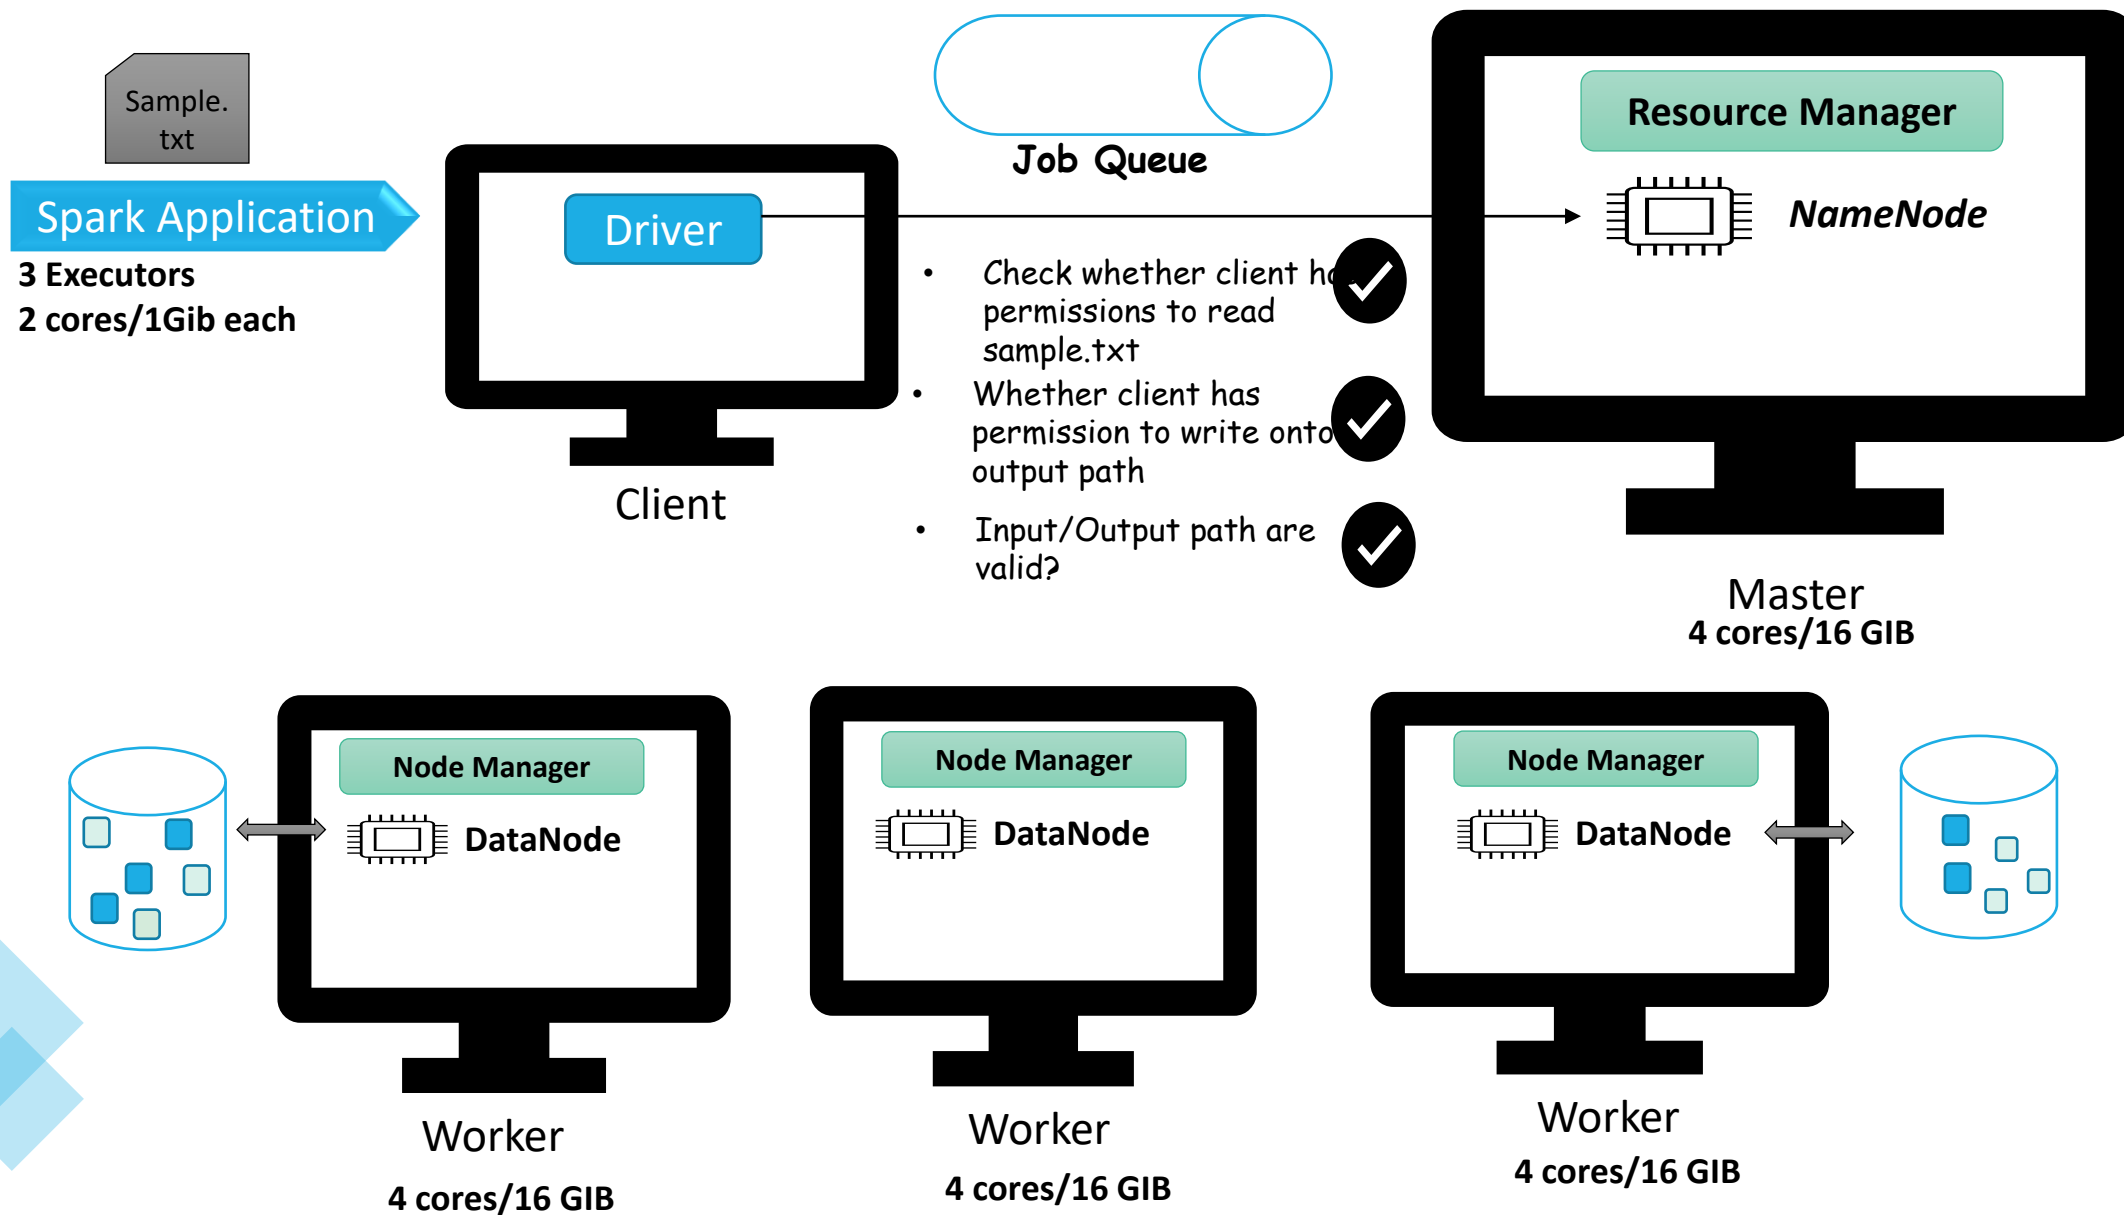 Sample.
txt
Spark Application
3 Executors
2 cores/1Gib each
Driver
Client
Job Queue
• Check whether client has
permissions to read
sample.txt
• Whether client has
permission to write onto
output path
• Input/Output path are
valid?
Resource Manager
NameNode
Master
4 cores/16 GIB
Node Manager
DataNode
Worker
4 cores/16 GIB
Node Manager
DataNode
Worker
4 cores/16 GIB
Node Manager
DataNode
Worker
4 cores/16 GIB